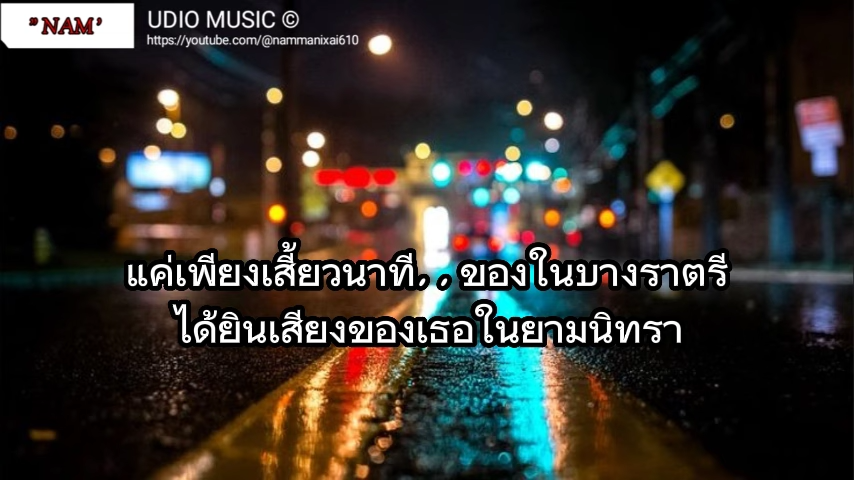 "NAM'
UDIO MUSIC ©
https://youtube.com/@nammanixai610
แค่เพียงเสี้ยวนาที, , ของในบางราตรี
ได้ยินเสียงของเธอในยามนิทรา